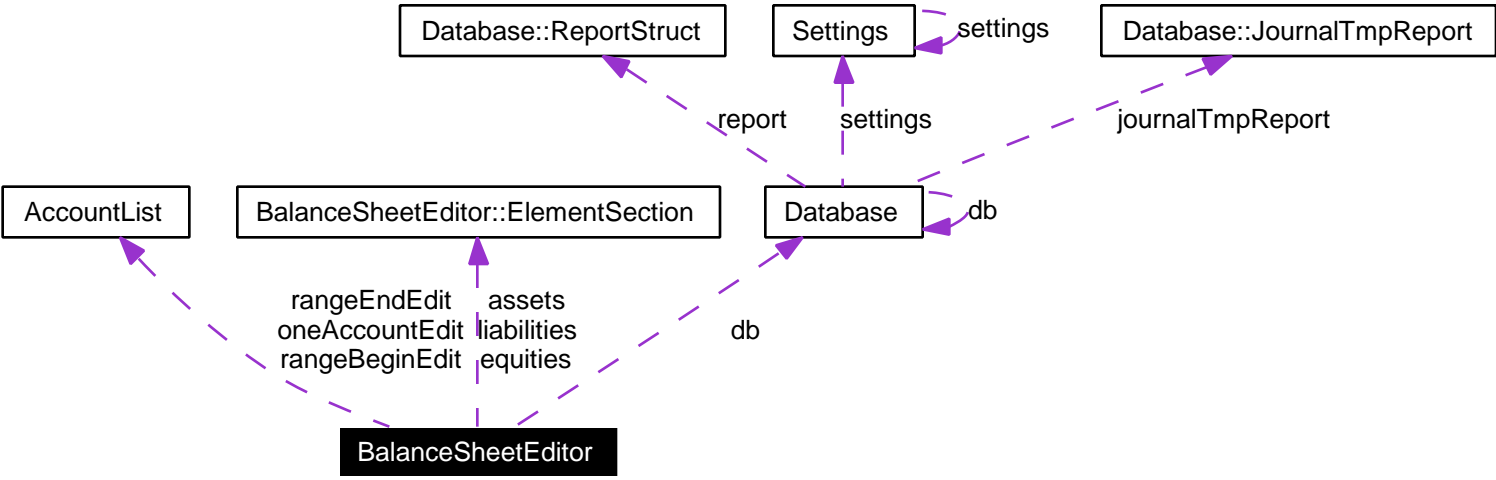 Database::ReportStruct
Settings
settings
Database::JournalTmpReport
report
settings
journalTmpReport
AccountList
BalanceSheetEditor::ElementSection
Database
db
rangeEndEdit
oneAccountEdit
rangeBeginEdit
assets
liabilities
equities
db
BalanceSheetEditor